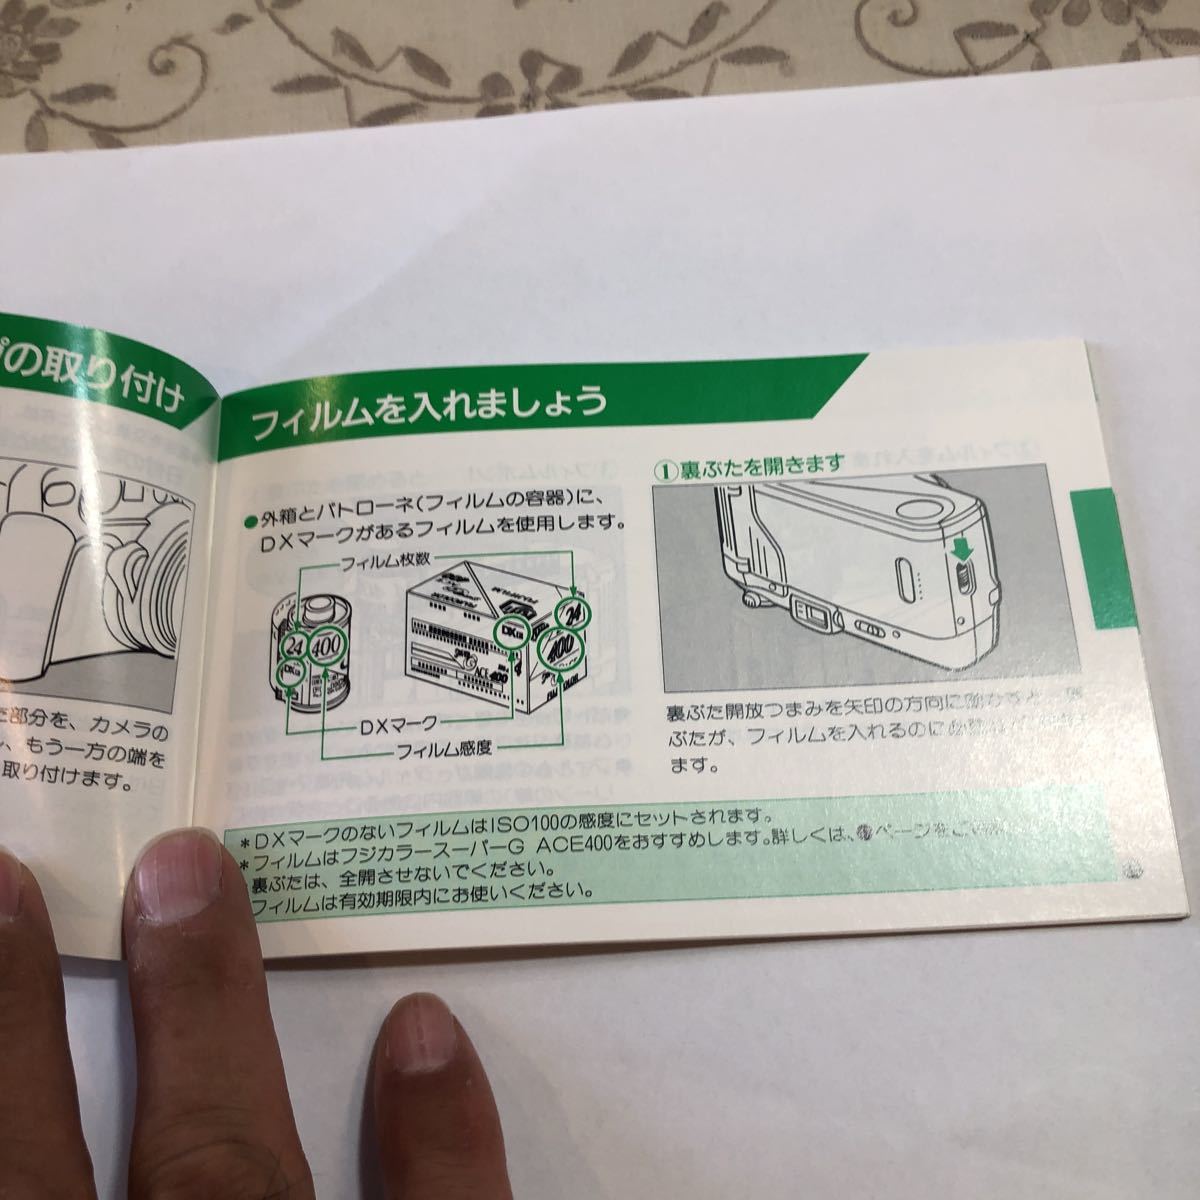 の取り付け
部分を、カメラの
、もう一方の端を
取り付けます。
フィルムを入れましょう
●外箱とパトローネ(フィルムの容器)に、
DXマークがあるフィルムを使用します。
フィルム枚数
24
400
DX
DX
24
400
FUJICOLOR
FUJIFILM
ACE400
DXマーク
フィルム感度
①裏ぶたを開きます
裏ぶた開放つまみを矢印の方向に
ぶたが、フィルムを入れるのに
ます。
*DXマークのないフィルムはISO100の感度にセットされます。
*フィルムはフジカラースーパーG ACE400をおすすめします。詳しくは、ページをご
裏ぶたは、全開させないでください。
フィルムは有効期限内にお使いください。